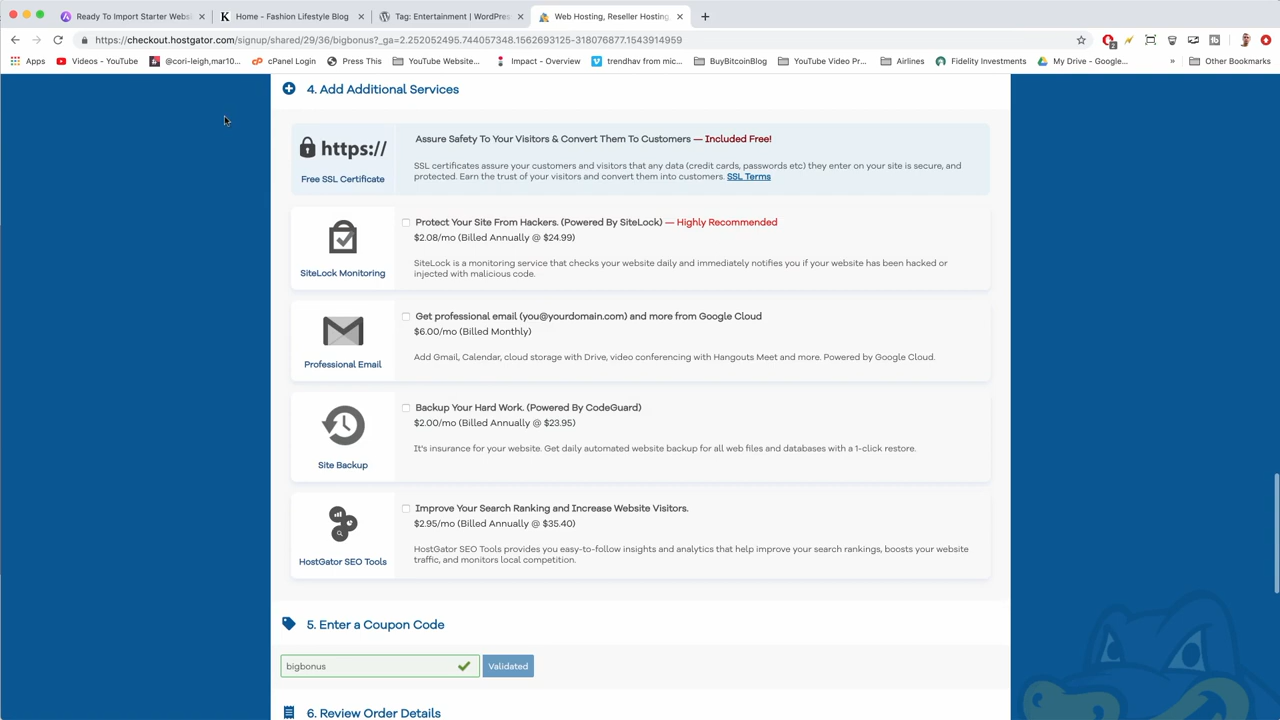 Ready To Import Starter Websi
Home - Fashion Lifestyle Blog
Tag: Entertainment | WordPres
Web Hosting, Reseller Hosting,
https://checkout.hostgator.com/signup/shared/29/36/bigbonus?_ga=2.252052495.744057348.1562693125-318076877.1543914959
2
Apps
Videos - YouTube
@cori-leigh,mar10...
cPanel Login
Press This
YouTube Website...
Impact - Overview
trendhav from mic...
BuyBitcoinBlog
YouTube Video Pr...
Airlines
Fidelity Investments
My Drive - Google...
»
Other Bookmarks
4. Add Additional Services
https://
Free SSL Certificate
Assure Safety To Your Visitors & Convert Them To Customers — Included Free!
SSL certificates assure your customers and visitors that any data (credit cards, passwords etc) they enter on your site is secure, and
protected. Earn the trust of your visitors and convert them into customers. SSL Terms
SiteLock Monitoring
Protect Your Site From Hackers. (Powered By SiteLock) — Highly Recommended
$2.08/mo (Billed Annually @ $24.99)
SiteLock is a monitoring service that checks your website daily and immediately notifies you if your website has been hacked or
injected with malicious code.
Professional Email
Get professional email (you@yourdomain.com) and more from Google Cloud
$6.00/mo (Billed Monthly)
Add Gmail, Calendar, cloud storage with Drive, video conferencing with Hangouts Meet and more. Powered by Google Cloud.
Site Backup
Backup Your Hard Work. (Powered By CodeGuard)
$2.00/mo (Billed Annually @ $23.95)
It's insurance for your website. Get daily automated website backup for all web files and databases with a 1-click restore.
HostGator SEO Tools
Improve Your Search Ranking and Increase Website Visitors.
$2.95/mo (Billed Annually @ $35.40)
HostGator SEO Tools provides you easy-to-follow insights and analytics that help improve your search rankings, boosts your website
traffic, and monitors local competition.
5. Enter a Coupon Code
bigbonus
Validated
6. Review Order Details